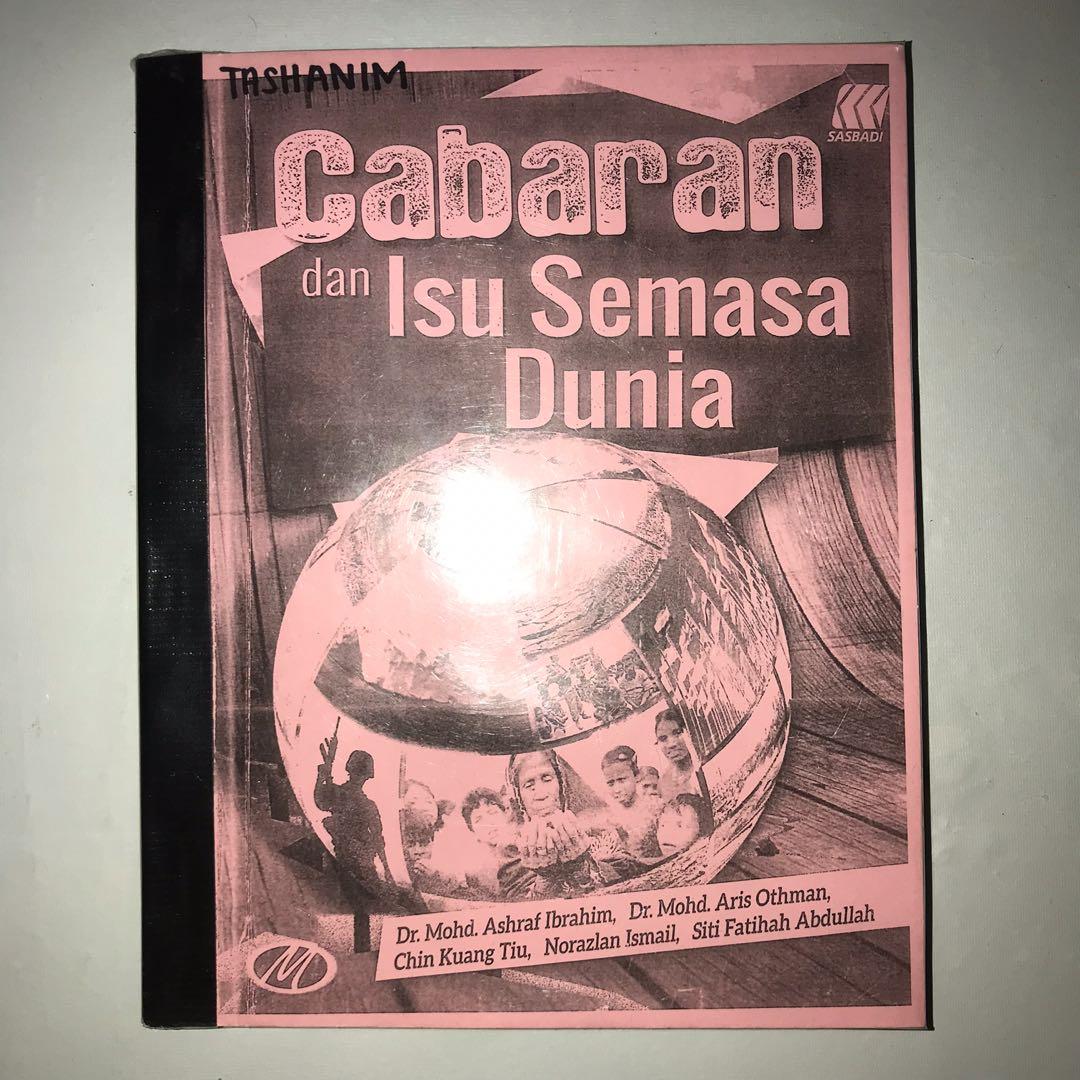 TASHANIM
SASBADI
Cabaran
dan Isu Semasa
Dunia
Dr. Mohd. Ashraf Ibrahim, Dr. Mohd. Aris Othman,
Chin Kuang Tiu, Norazlan Ismail, Siti Fatihah Abdullah
M